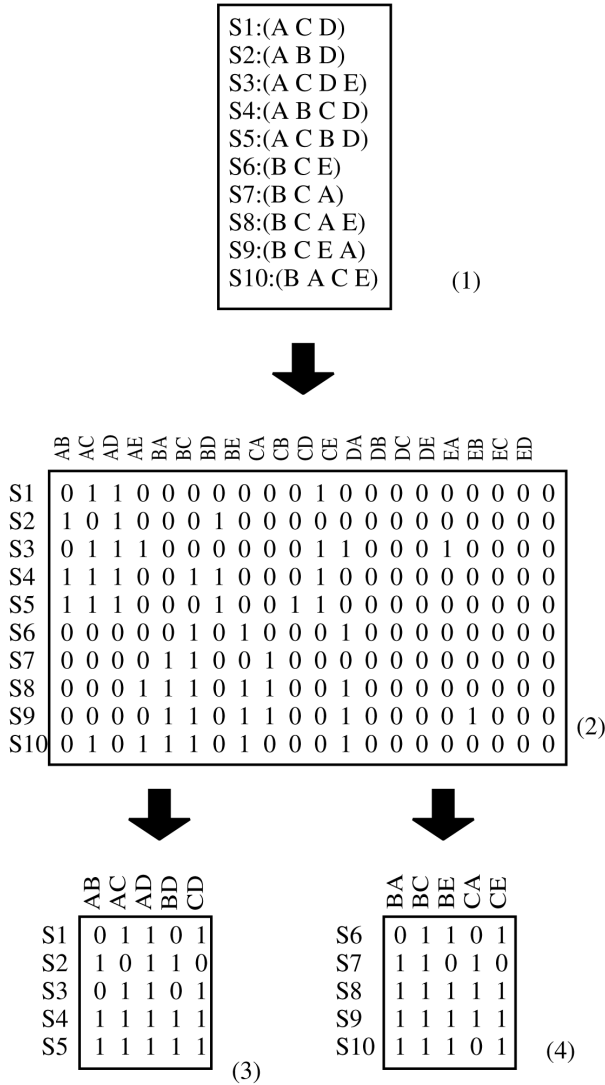 S1:(A C D)
S2:(A B D)
S3:(A C D E)
S4:(A B C D)
S5:(A C B D)
S6:(B C E)
S7:(B C A)
S8:(B C A E)
S9:(B C E A)
S10:(B A C E)
(1)
AB AC AD AE BA BC BD BE CA CB CD CE DA DB DC DE EA EB EC ED
S1 0 1 1 0 0 0 0 0 0 0 1 0 0 0 0 0 0 0 0 0
S2 1 0 1 0 0 0 1 0 0 0 0 0 0 0 0 0 0 0 0 0
S3 0 1 1 1 0 0 0 0 0 0 1 1 0 0 0 1 0 0 0 0
S4 1 1 1 0 0 1 1 0 0 0 1 0 0 0 0 0 0 0 0 0
S5 1 1 1 0 0 0 1 0 0 1 1 0 0 0 0 0 0 0 0 0
S6 0 0 0 0 0 1 0 1 0 0 0 1 0 0 0 0 0 0 0 0
S7 0 0 0 0 1 1 0 0 1 0 0 0 0 0 0 0 0 0 0 0
S8 0 0 0 1 1 1 0 1 1 0 0 1 0 0 0 0 0 0 0 0
S9 0 0 0 0 1 1 0 1 1 0 0 1 0 0 0 0 1 0 0 0
S10 0 1 0 1 1 1 0 1 0 0 0 1 0 0 0 0 0 0 0 0
(2)
AB AC AD BD CD
S1 0 1 1 0 1
S2 1 0 1 1 0
S3 0 1 1 0 1
S4 1 1 1 1 1
S5 1 1 1 1 1
(3)
BA BC BE CA CE
S6 0 1 1 0 1
S7 1 1 0 1 0
S8 1 1 1 1 1
S9 1 1 1 1 1
S10 1 1 1 0 1
(4)